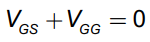 V_GS + V_GG = 0